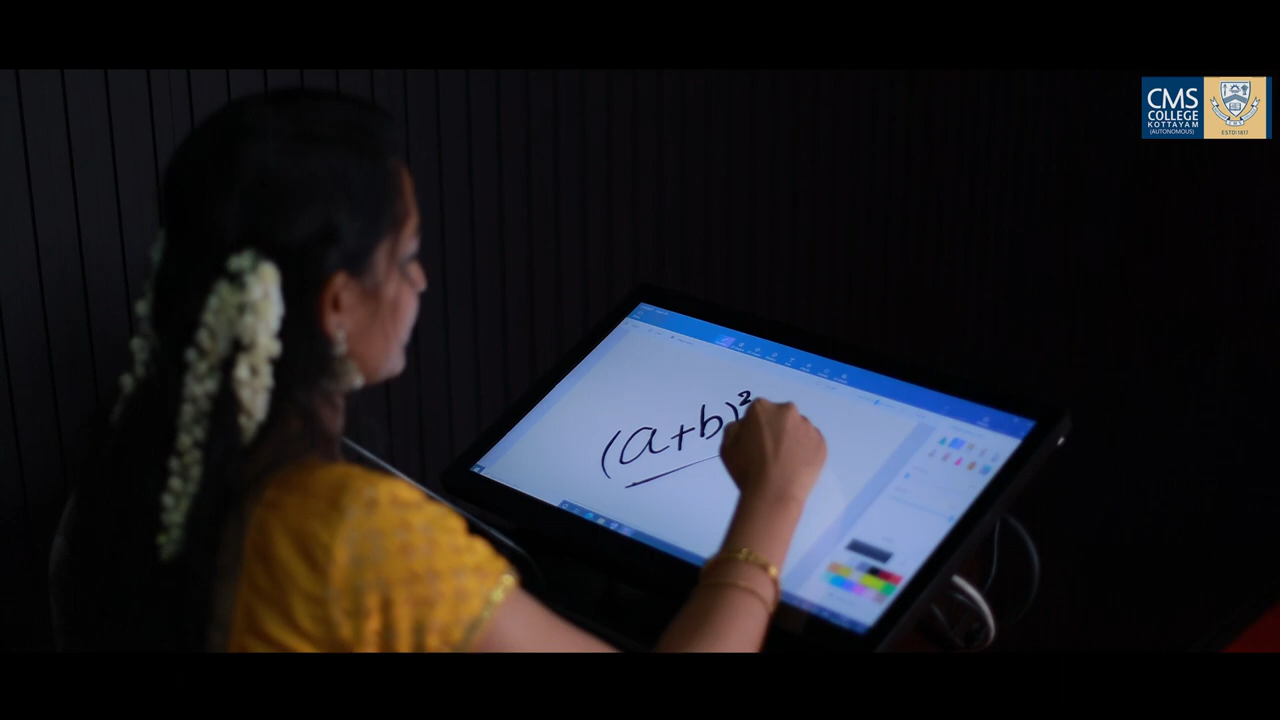 CMS
COLLEGE
KOTTAYAM
(AUTONOMOUS)
ESTD:1817
(a+b)²